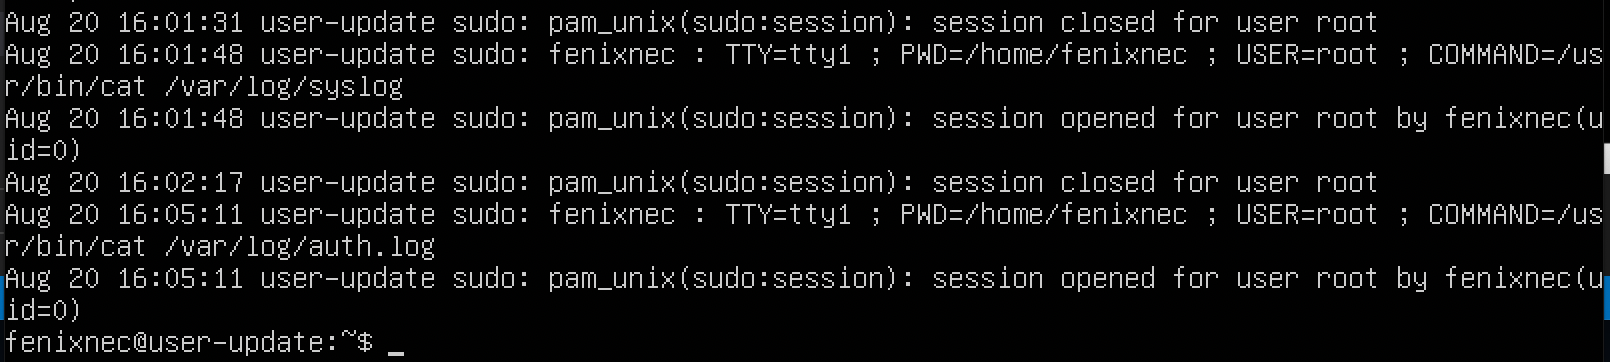 Aug 20 16:01:31 user-update sudo: pam_unix(sudo:session): session closed for user root
Aug 20 16:01:48 user-update sudo: fenixnec : TTY=tty1 ; PWD=/home/fenixnec ; USER=root ; COMMAND=/us
r/bin/cat /var/log/syslog
Aug 20 16:01:48 user-update sudo: pam_unix(sudo:session): session opened for user root by fenixnec(u
id=0)
Aug 20 16:02:17 user-update sudo: pam_unix(sudo:session): session closed for user root
Aug 20 16:05:11 user-update sudo: fenixnec : TTY=tty1 ; PWD=/home/fenixnec ; USER=root ; COMMAND=/us
r/bin/cat /var/log/auth.log
Aug 20 16:05:11 user-update sudo: pam_unix(sudo:session): session opened for user root by fenixnec(u
id=0)
fenixnec@user-update:~$ _